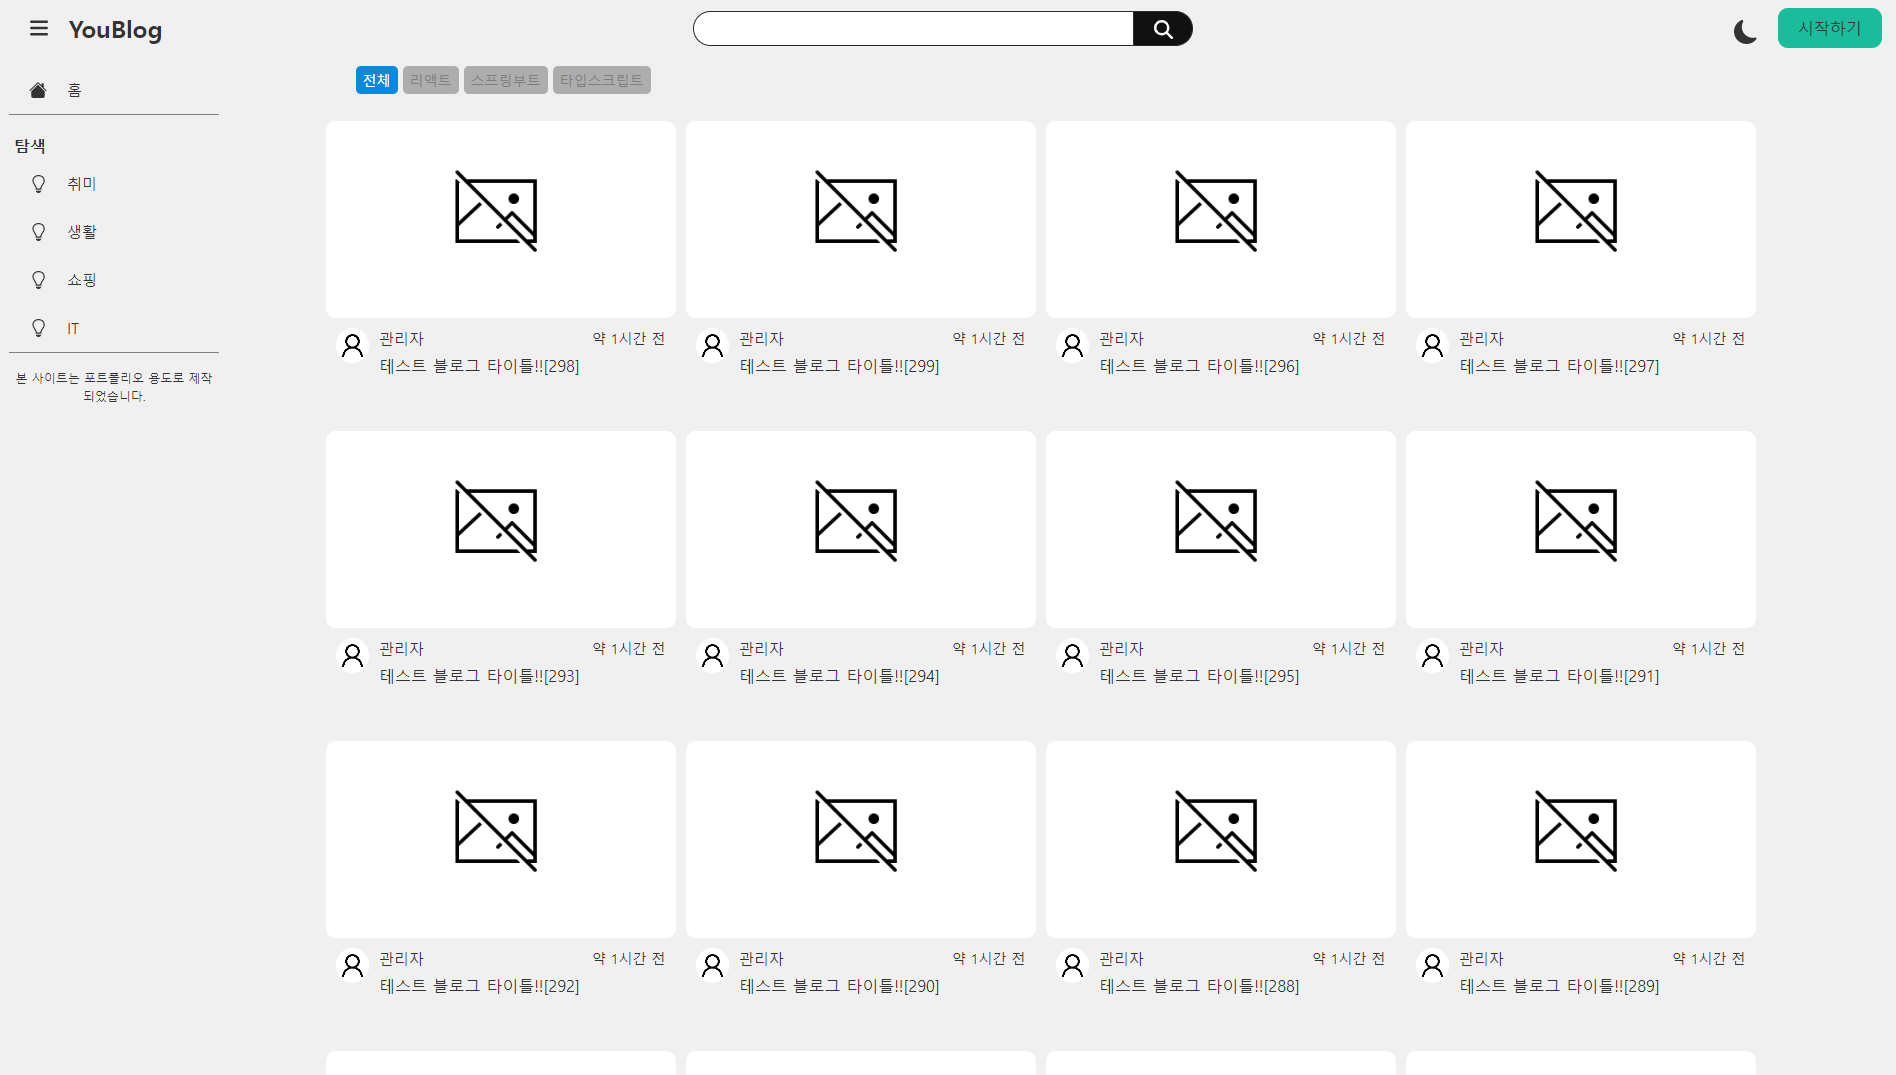 YouBlog
시작하기
홈
탐색
취미
생활
쇼핑
IT
본 사이트는 포트폴리오 용도로 제작
되었습니다.
전체 리액트 스프링부트 타입스크립트
관리자 약 1시간 전
테스트 블로그 타이틀!![298]
관리자 약 1시간 전
테스트 블로그 타이틀!![299]
관리자 약 1시간 전
테스트 블로그 타이틀!![296]
관리자 약 1시간 전
테스트 블로그 타이틀!![297]
관리자 약 1시간 전
테스트 블로그 타이틀!![293]
관리자 약 1시간 전
테스트 블로그 타이틀!![294]
관리자 약 1시간 전
테스트 블로그 타이틀!![295]
관리자 약 1시간 전
테스트 블로그 타이틀!![291]
관리자 약 1시간 전
테스트 블로그 타이틀!![292]
관리자 약 1시간 전
테스트 블로그 타이틀!![290]
관리자 약 1시간 전
테스트 블로그 타이틀!![288]
관리자 약 1시간 전
테스트 블로그 타이틀!![289]